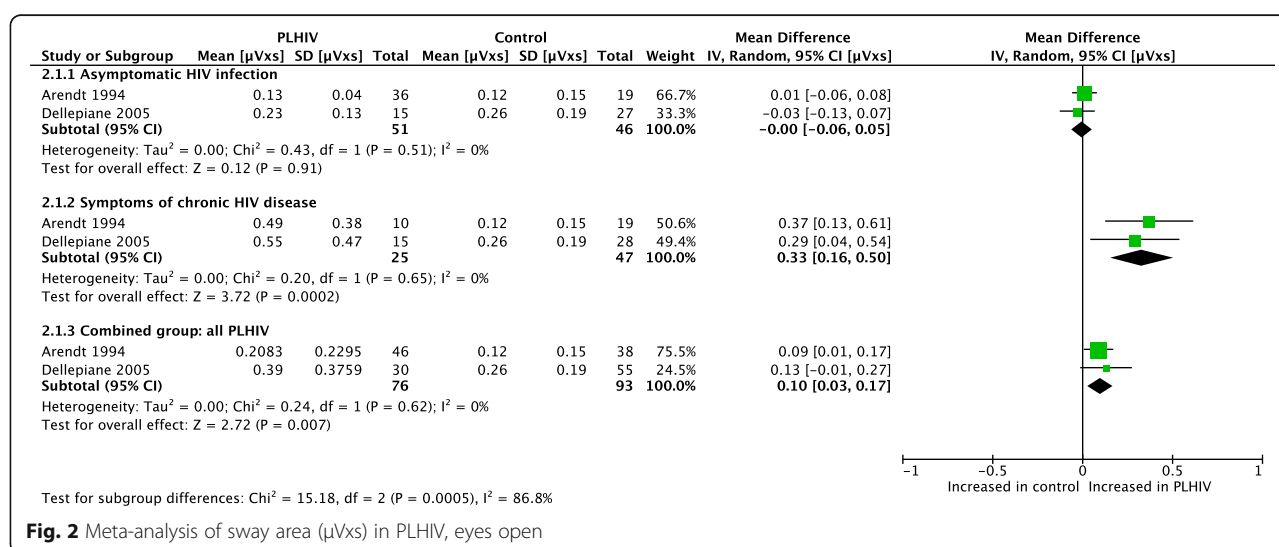 PLHIV Control Mean Difference Mean Difference
Study or Subgroup Mean [µVxs] SD [µVxs] Total Mean [µVxs] SD [µVxs] Total Weight IV, Random, 95% CI [µVxs] IV, Random, 95% CI [µVxs]
2.1.1 Asymptomatic HIV infection
Arendt 1994 0.13 0.04 36 0.12 0.15 19 66.7% 0.01 [-0.06, 0.08]
Dellepiane 2005 0.23 0.13 15 0.26 0.19 27 33.3% -0.03 [-0.13, 0.07]
Subtotal (95% CI) 51 46 100.0% -0.00 [-0.06, 0.05]
Heterogeneity: Tau² = 0.00; Chi² = 0.43, df = 1 (P = 0.51); I² = 0%
Test for overall effect: Z = 0.12 (P = 0.91)
2.1.2 Symptoms of chronic HIV disease
Arendt 1994 0.49 0.38 10 0.12 0.15 19 50.6% 0.37 [0.13, 0.61]
Dellepiane 2005 0.55 0.47 15 0.26 0.19 28 49.4% 0.29 [0.04, 0.54]
Subtotal (95% CI) 25 47 100.0% 0.33 [0.16, 0.50]
Heterogeneity: Tau² = 0.00; Chi² = 0.20, df = 1 (P = 0.65); I² = 0%
Test for overall effect: Z = 3.72 (P = 0.0002)
2.1.3 Combined group: all PLHIV
Arendt 1994 0.2083 0.2295 46 0.12 0.15 38 75.5% 0.09 [0.01, 0.17]
Dellepiane 2005 0.39 0.3759 30 0.26 0.19 55 24.5% 0.13 [-0.01, 0.27]
Subtotal (95% CI) 76 93 100.0% 0.10 [0.03, 0.17]
Heterogeneity: Tau² = 0.00; Chi² = 0.24, df = 1 (P = 0.62); I² = 0%
Test for overall effect: Z = 2.72 (P = 0.007)
-1 -0.5 0 0.5 1
Increased in control Increased in PLHIV
Test for subgroup differences: Chi² = 15.18, df = 2 (P = 0.0005), I² = 86.8%
Fig. 2 Meta-analysis of sway area (µVxs) in PLHIV, eyes open